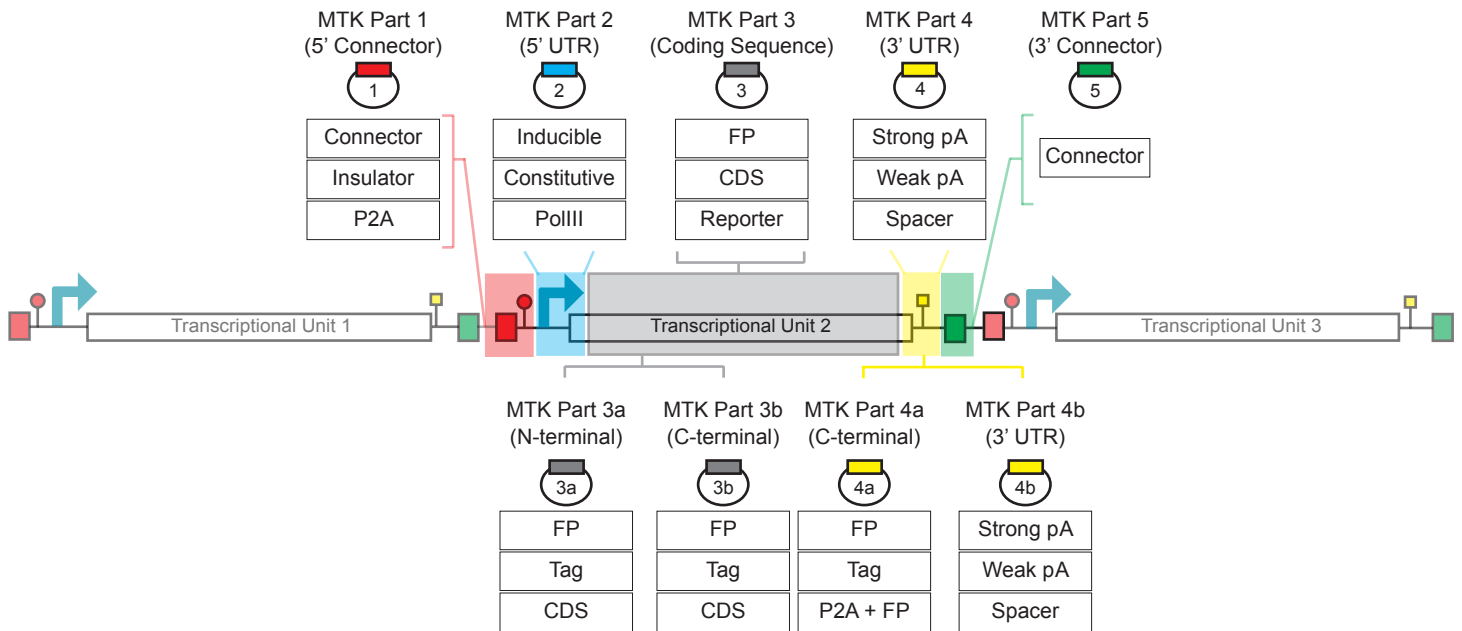 MTK Part 1
(5' Connector)
1
Connector
Insulator
P2A
MTK Part 2
(5' UTR)
2
Inducible
Constitutive
PolIII
MTK Part 3
(Coding Sequence)
3
FP
CDS
Reporter
MTK Part 4
(3' UTR)
4
Strong pA
Weak pA
Spacer
MTK Part 5
(3' Connector)
5
Connector
Transcriptional Unit 1
Transcriptional Unit 2
Transcriptional Unit 3
MTK Part 3a
(N-terminal)
3a
FP
Tag
CDS
MTK Part 3b
(C-terminal)
3b
FP
Tag
CDS
MTK Part 4a
(C-terminal)
4a
FP
Tag
P2A + FP
MTK Part 4b
(3' UTR)
4b
Strong pA
Weak pA
Spacer